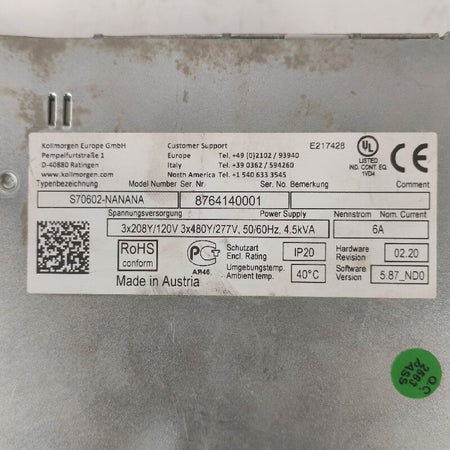 Kollmorgen Europe GmbH
Pempelfurtstraße 1
D-40880 Ratingen
www.kollmorgen.com
Customer Support
Europe Tel. +49 (0)2102 / 93940
Italy Tel. +39 0362 / 594260
North America Tel. +1 540 633 3545
E217428
UL
LISTED
IND. CONT. EQ.
1VD4
CE
Typenbezeichnung Model Number Ser. Nr. Ser. No. Bemerkung Comment
S70602-NANANA 8764140001
Spannungsversorgung Power Supply Nennstrom Nom. Current
3x208Y/120V 3x480Y/277V, 50/60Hz, 4.5kVA 6A
RoHS
conform
Schutzart
Encl. Rating
IP20
Hardware
Revision
02.20
Umgebungstemp.
Ambient temp.
40°C
Software
Version
5.87_ND0
Made in Austria
Q.C
2663
PASS